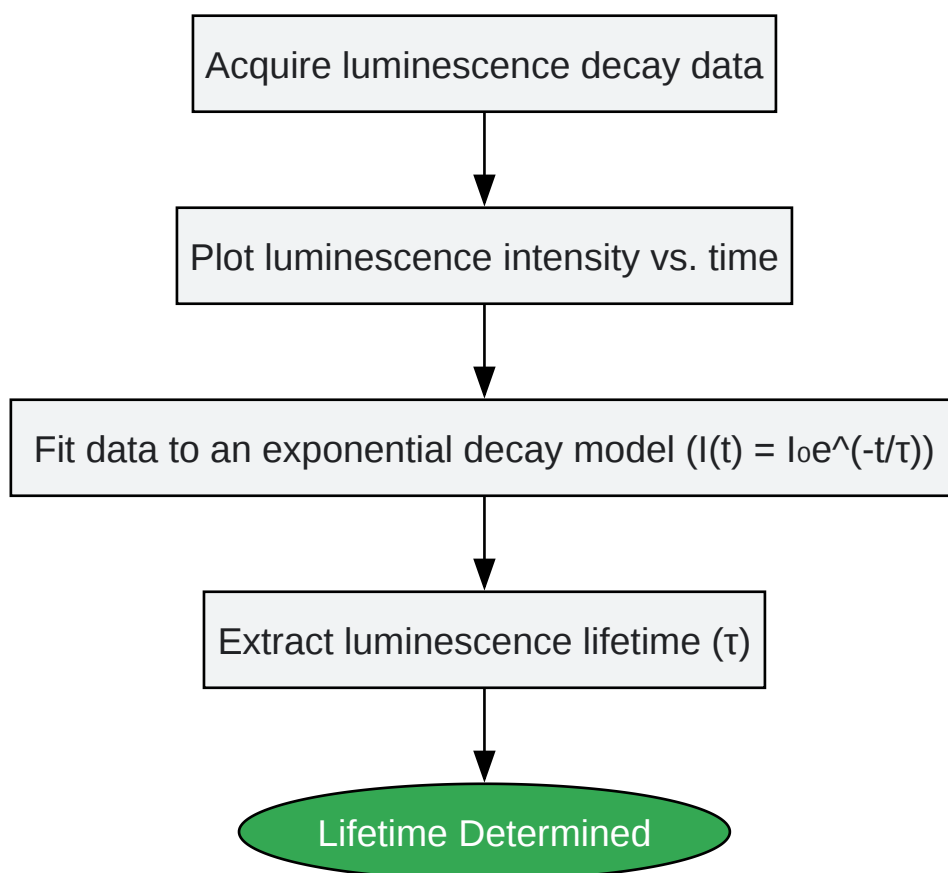 Acquire luminescence decay data
Plot luminescence intensity vs. time
Fit data to an exponential decay model (I(t) = I₀e^(-t/τ))
Extract luminescence lifetime (τ)
Lifetime Determined